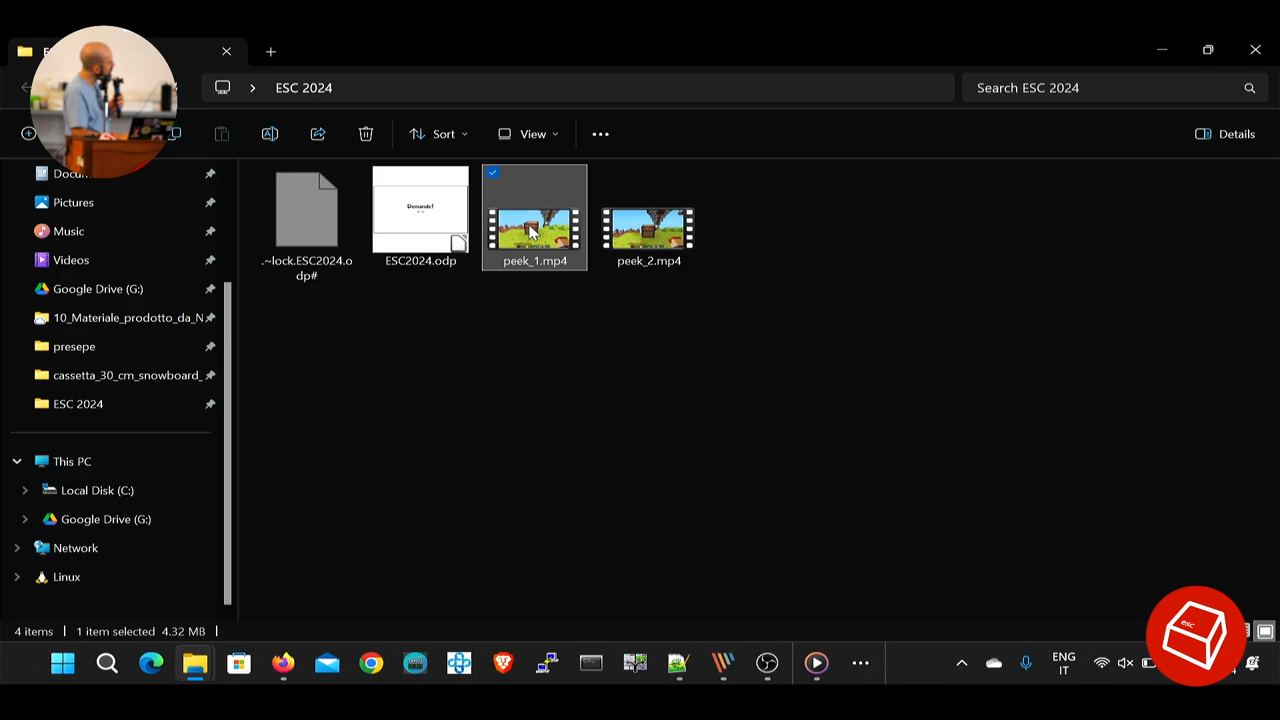 ESC 2024
Search ESC 2024
Sort
View
Details
Pictures
Music
Videos
Google Drive (G:)
10_Materiale_prodotto_da_N
presepe
cassetta_30_cm_snowboard_
ESC 2024
This PC
Local Disk (C:)
Google Drive (G:)
Network
Linux
Domande?
.~lock.ESC2024.o
dp#
ESC2024.odp
peek_1.mp4
peek_2.mp4
4 items
1 item selected 4.32 MB
ENG
IT
esc